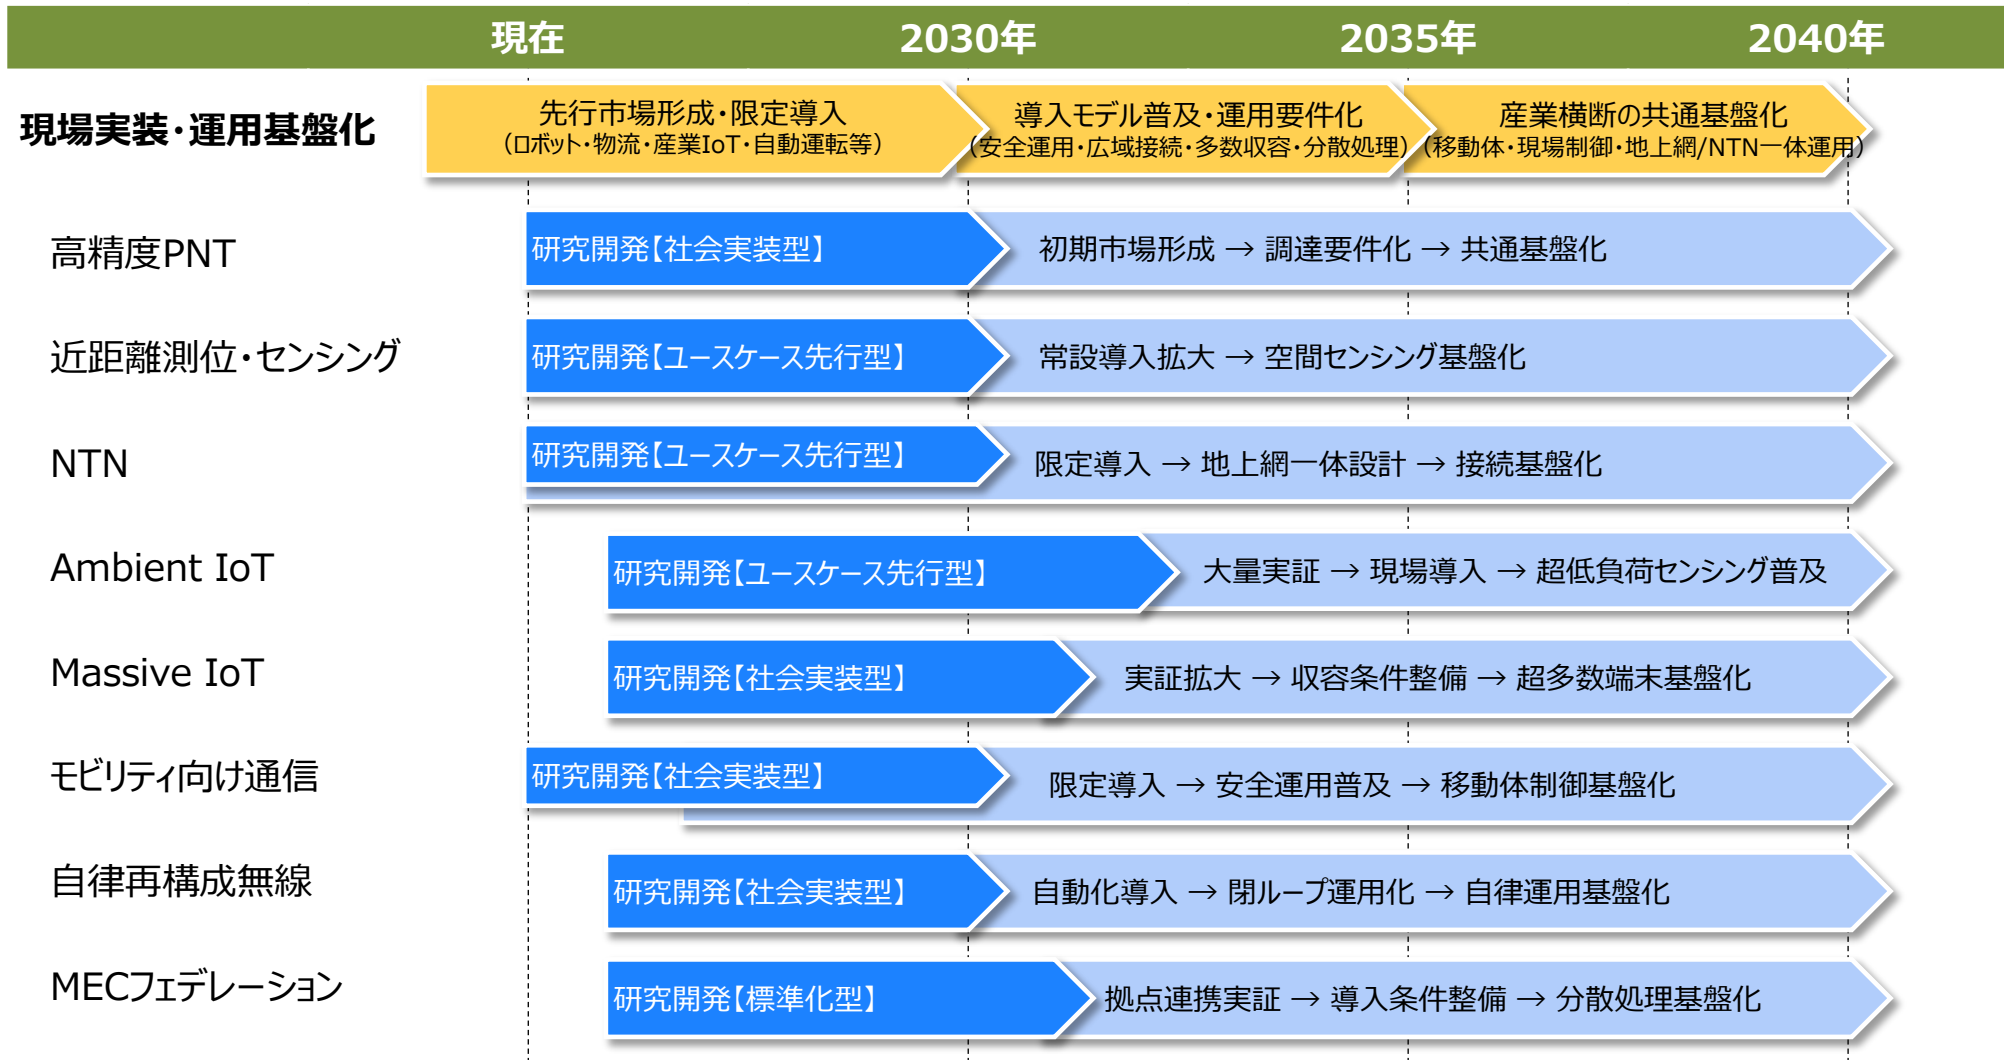 現在 2030年 2035年 2040年
現場実装・運用基盤化
先行市場形成・限定導入
（ロボット・物流・産業IoT・自動運転等）
導入モデル普及・運用要件化
（安全運用・広域接続・多数収容・分散処理）
産業横断の共通基盤化
（移動体・現場制御・地上網/NTN一体運用）
高精度PNT
研究開発【社会実装型】
初期市場形成 → 調達要件化 → 共通基盤化
近距離測位・センシング
研究開発【ユースケース先行型】
常設導入拡大 → 空間センシング基盤化
NTN
研究開発【ユースケース先行型】
限定導入 → 地上網一体設計 → 接続基盤化
Ambient IoT
研究開発【ユースケース先行型】
大量実証 → 現場導入 → 超低負荷センシング普及
Massive IoT
研究開発【社会実装型】
実証拡大 → 収容条件整備 → 超多数端末基盤化
モビリティ向け通信
研究開発【社会実装型】
限定導入 → 安全運用普及 → 移動体制御基盤化
自律再構成無線
研究開発【社会実装型】
自動化導入 → 閉ループ運用化 → 自律運用基盤化
MECフェデレーション
研究開発【標準化型】
拠点連携実証 → 導入条件整備 → 分散処理基盤化